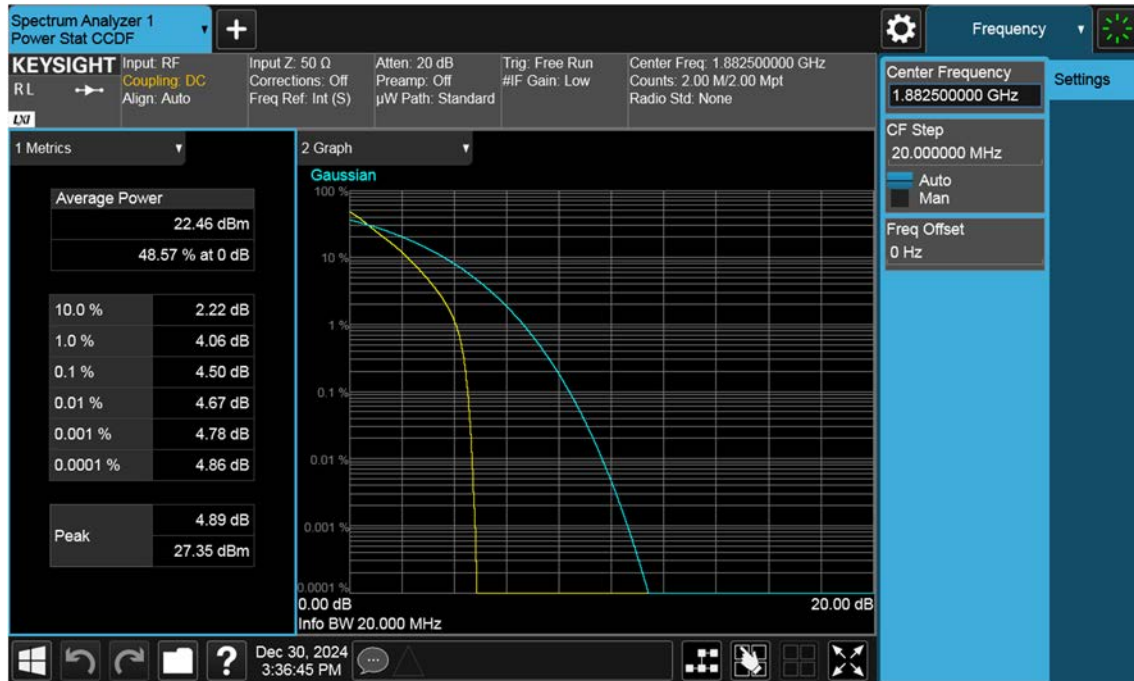 Spectrum Analyzer 1
Power Stat CCDF
Frequency
KEYSIGHT
R L
LXI
Input: RF
Coupling: DC
Align: Auto
Input Z: 50 Ω
Corrections: Off
Freq Ref: Int (S)
Atten: 20 dB
Preamp: Off
µW Path: Standard
Trig: Free Run
#IF Gain: Low
Center Freq: 1.882500000 GHz
Counts: 2.00 M/2.00 Mpt
Radio Std: None
Center Frequency
1.882500000 GHz
Settings
CF Step
20.000000 MHz
Auto
Man
Freq Offset
0 Hz
1 Metrics
Average Power
22.46 dBm
48.57 % at 0 dB
10.0 % 2.22 dB
1.0 % 4.06 dB
0.1 % 4.50 dB
0.01 % 4.67 dB
0.001 % 4.78 dB
0.0001 % 4.86 dB
Peak
4.89 dB
27.35 dBm
2 Graph
Gaussian
100 %
10 %
1 %
0.1 %
0.01 %
0.001 %
0.0001 %
0.00 dB 20.00 dB
Info BW 20.000 MHz
?
Dec 30, 2024
3:36:45 PM